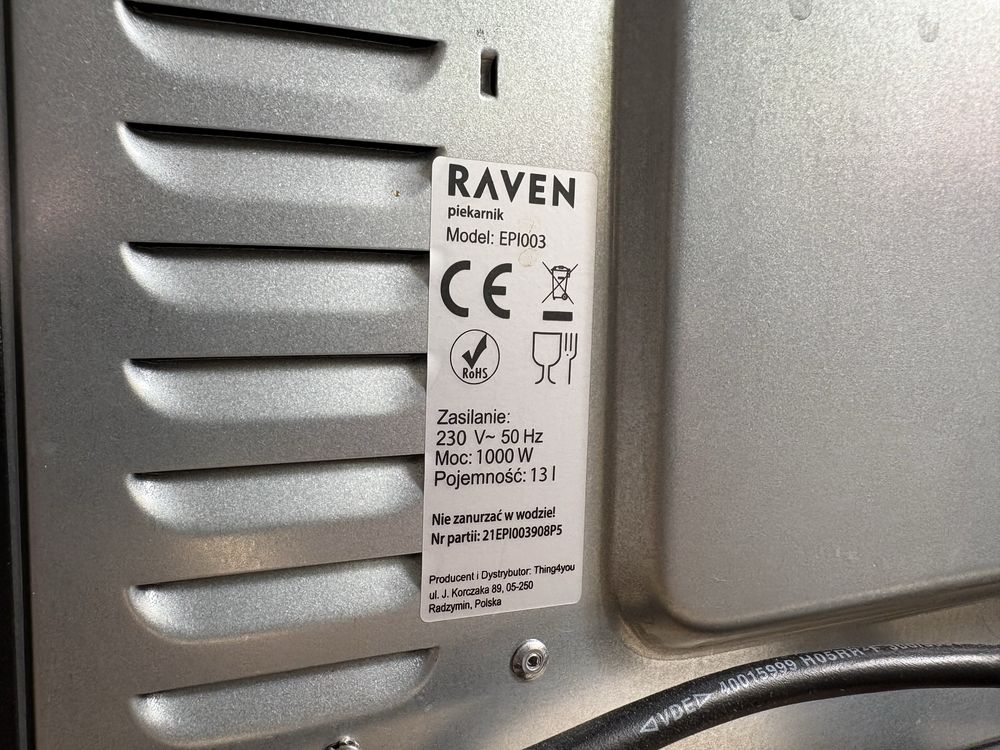 RAVEN
piekarnik
Model: EPI003
CE
RoHS
Zasilanie:
230 V~ 50 Hz
Moc: 1000 W
Pojemność: 13 l
Nie zanurzać w wodzie!
Nr partii: 21EPI003908P5
Producent i Dystrybutor: Thing4you
ul. J. Korczaka 89, 05-250
Radzymin, Polska
VDE 40015999 H05RR-F